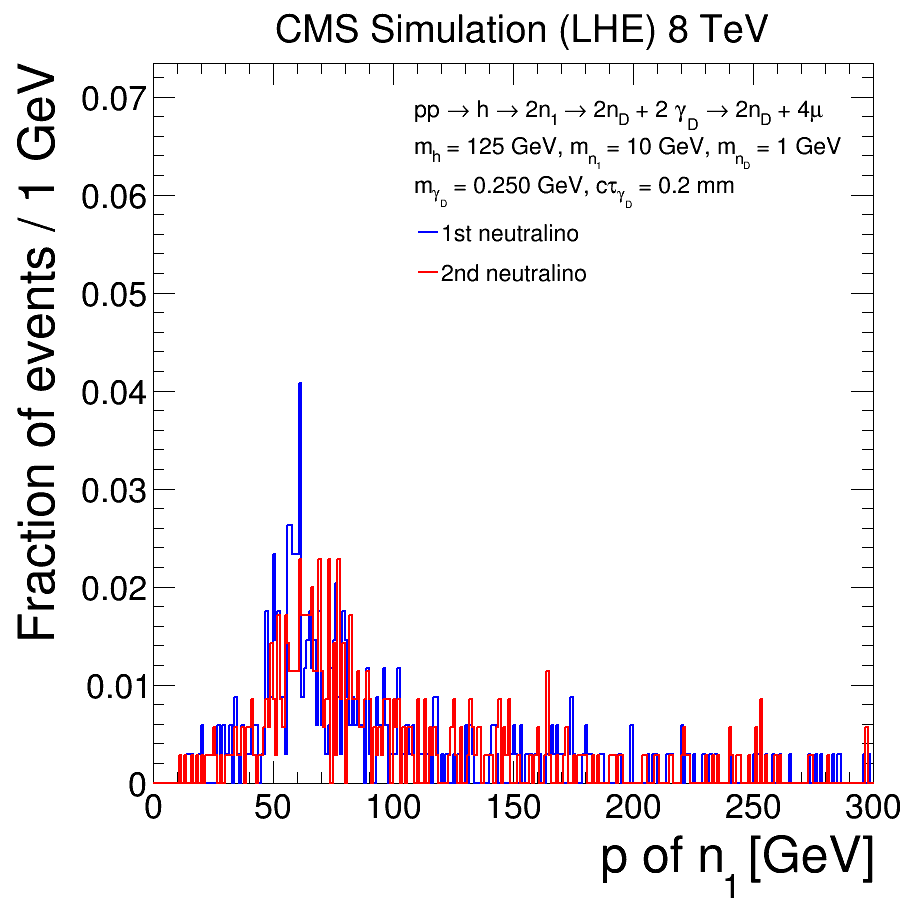 CMS Simulation (LHE) 8 TeV
Fraction of events / 1 GeV
0.07
0.06
0.05
0.04
0.03
0.02
0.01
0
pp → h → 2n₁ → 2n_D + 2 γ_D → 2n_D + 4μ
m_h = 125 GeV, m_n₁ = 10 GeV, m_n_D = 1 GeV
m_γ_D = 0.250 GeV, cτ_γ_D = 0.2 mm
1st neutralino
2nd neutralino
0 50 100 150 200 250 300
p of n₁ [GeV]